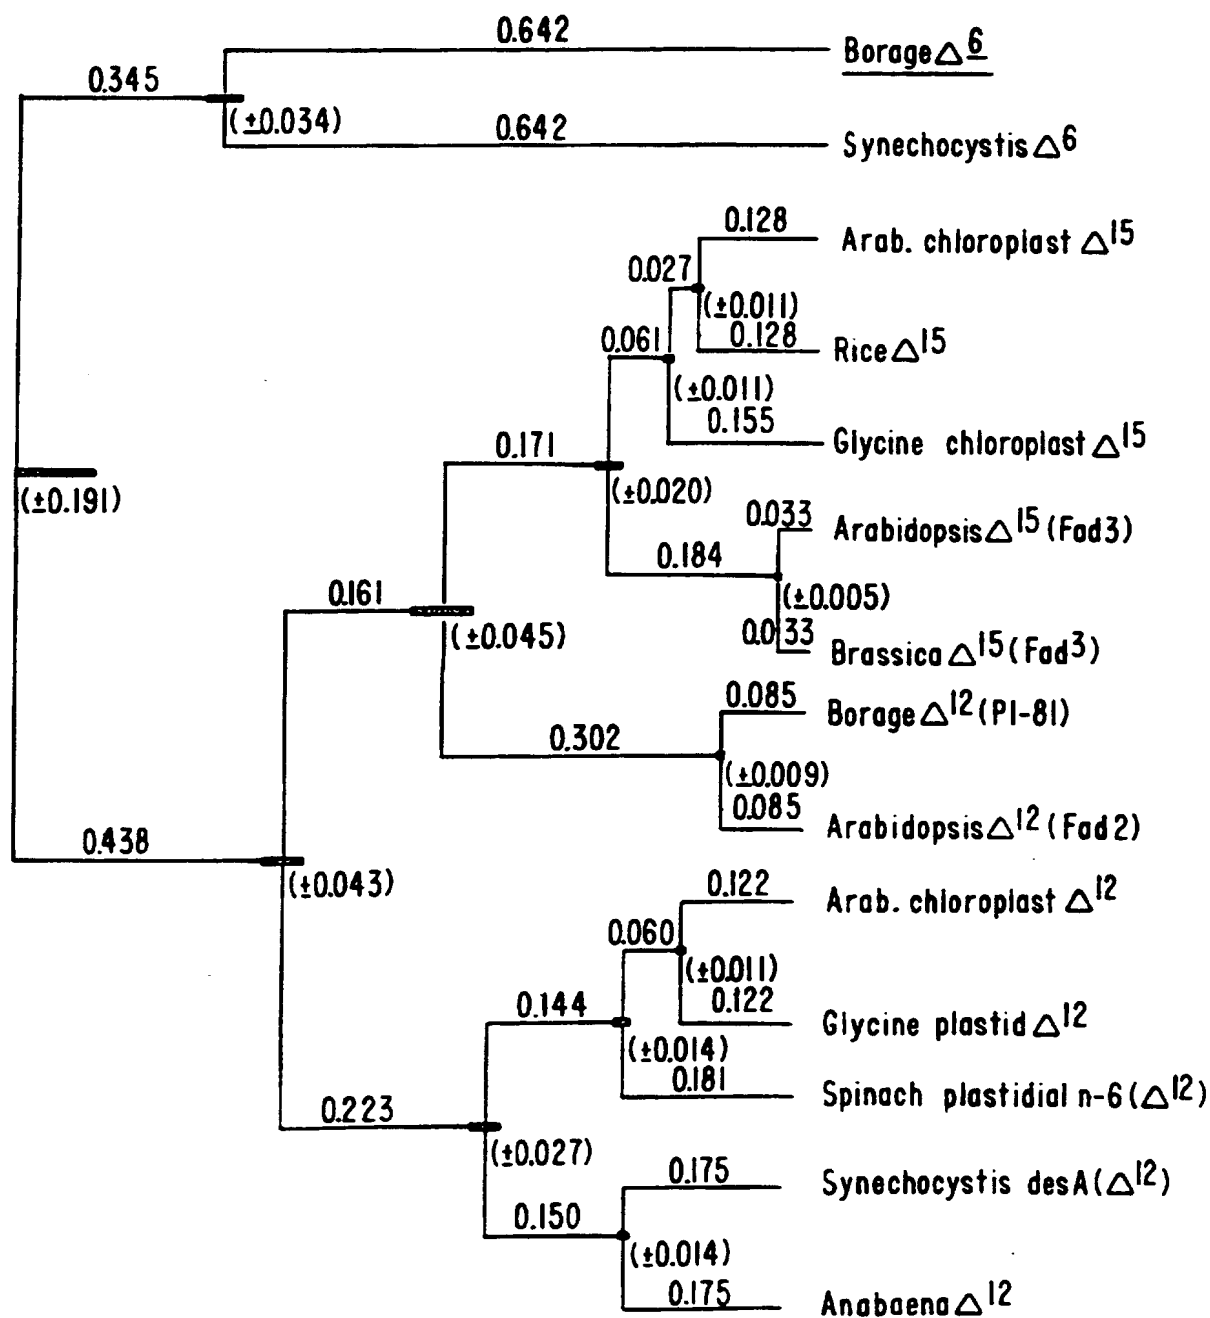 0.642
Borage △6
0.345
(±0.034)
0.642
Synechocystis △6
0.128
Arab. chloroplast △15
0.027
(±0.011)
0.128
Rice △15
0.061
(±0.011)
0.155
Glycine chloroplast △15
0.171
(±0.020)
(±0.191)
0.033
Arabidopsis △15 (Fad3)
0.184
(±0.005)
0.161
(±0.045)
0.033
Brassica △15 (Fad3)
0.085
Borage △12 (Pl-81)
0.302
(±0.009)
0.085
Arabidopsis △12 (Fad2)
0.438
(±0.043)
0.122
Arab. chloroplast △12
0.060
(±0.011)
0.122
Glycine plastid △12
0.144
(±0.014)
0.181
Spinach plastidial n-6 (△12)
0.223
(±0.027)
0.175
Synechocystis desA (△12)
0.150
(±0.014)
0.175
Anabaena △12